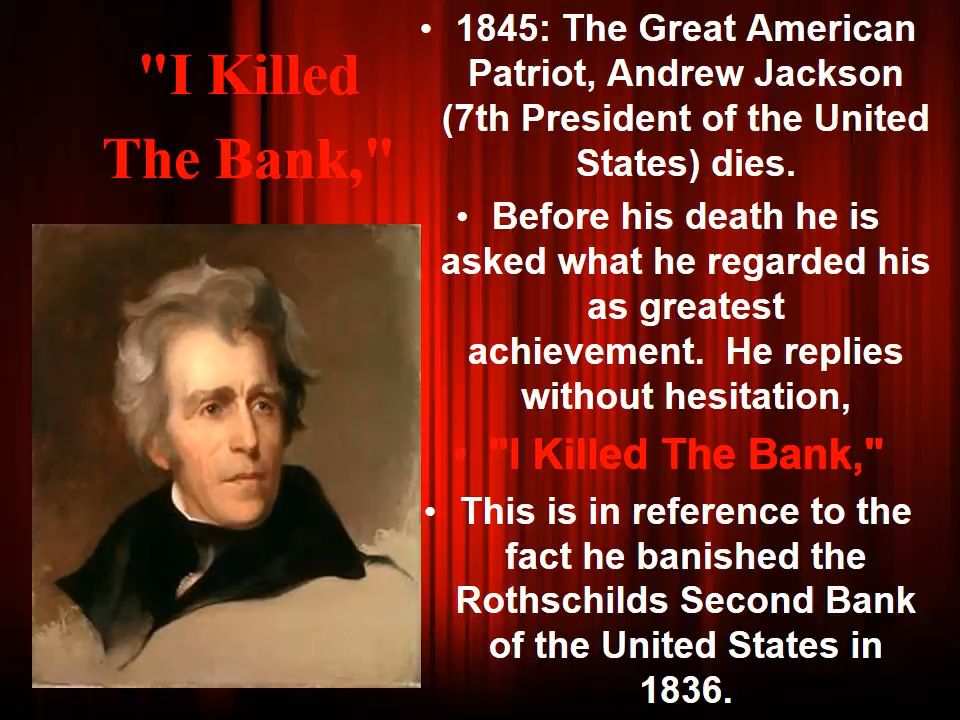 "I Killed
The Bank,"
• 1845: The Great American
Patriot, Andrew Jackson
(7th President of the United
States) dies.
• Before his death he is
asked what he regarded his
as greatest
achievement.  He replies
without hesitation,
• "I Killed The Bank,"
• This is in reference to the
fact he banished the
Rothschilds Second Bank
of the United States in
1836.